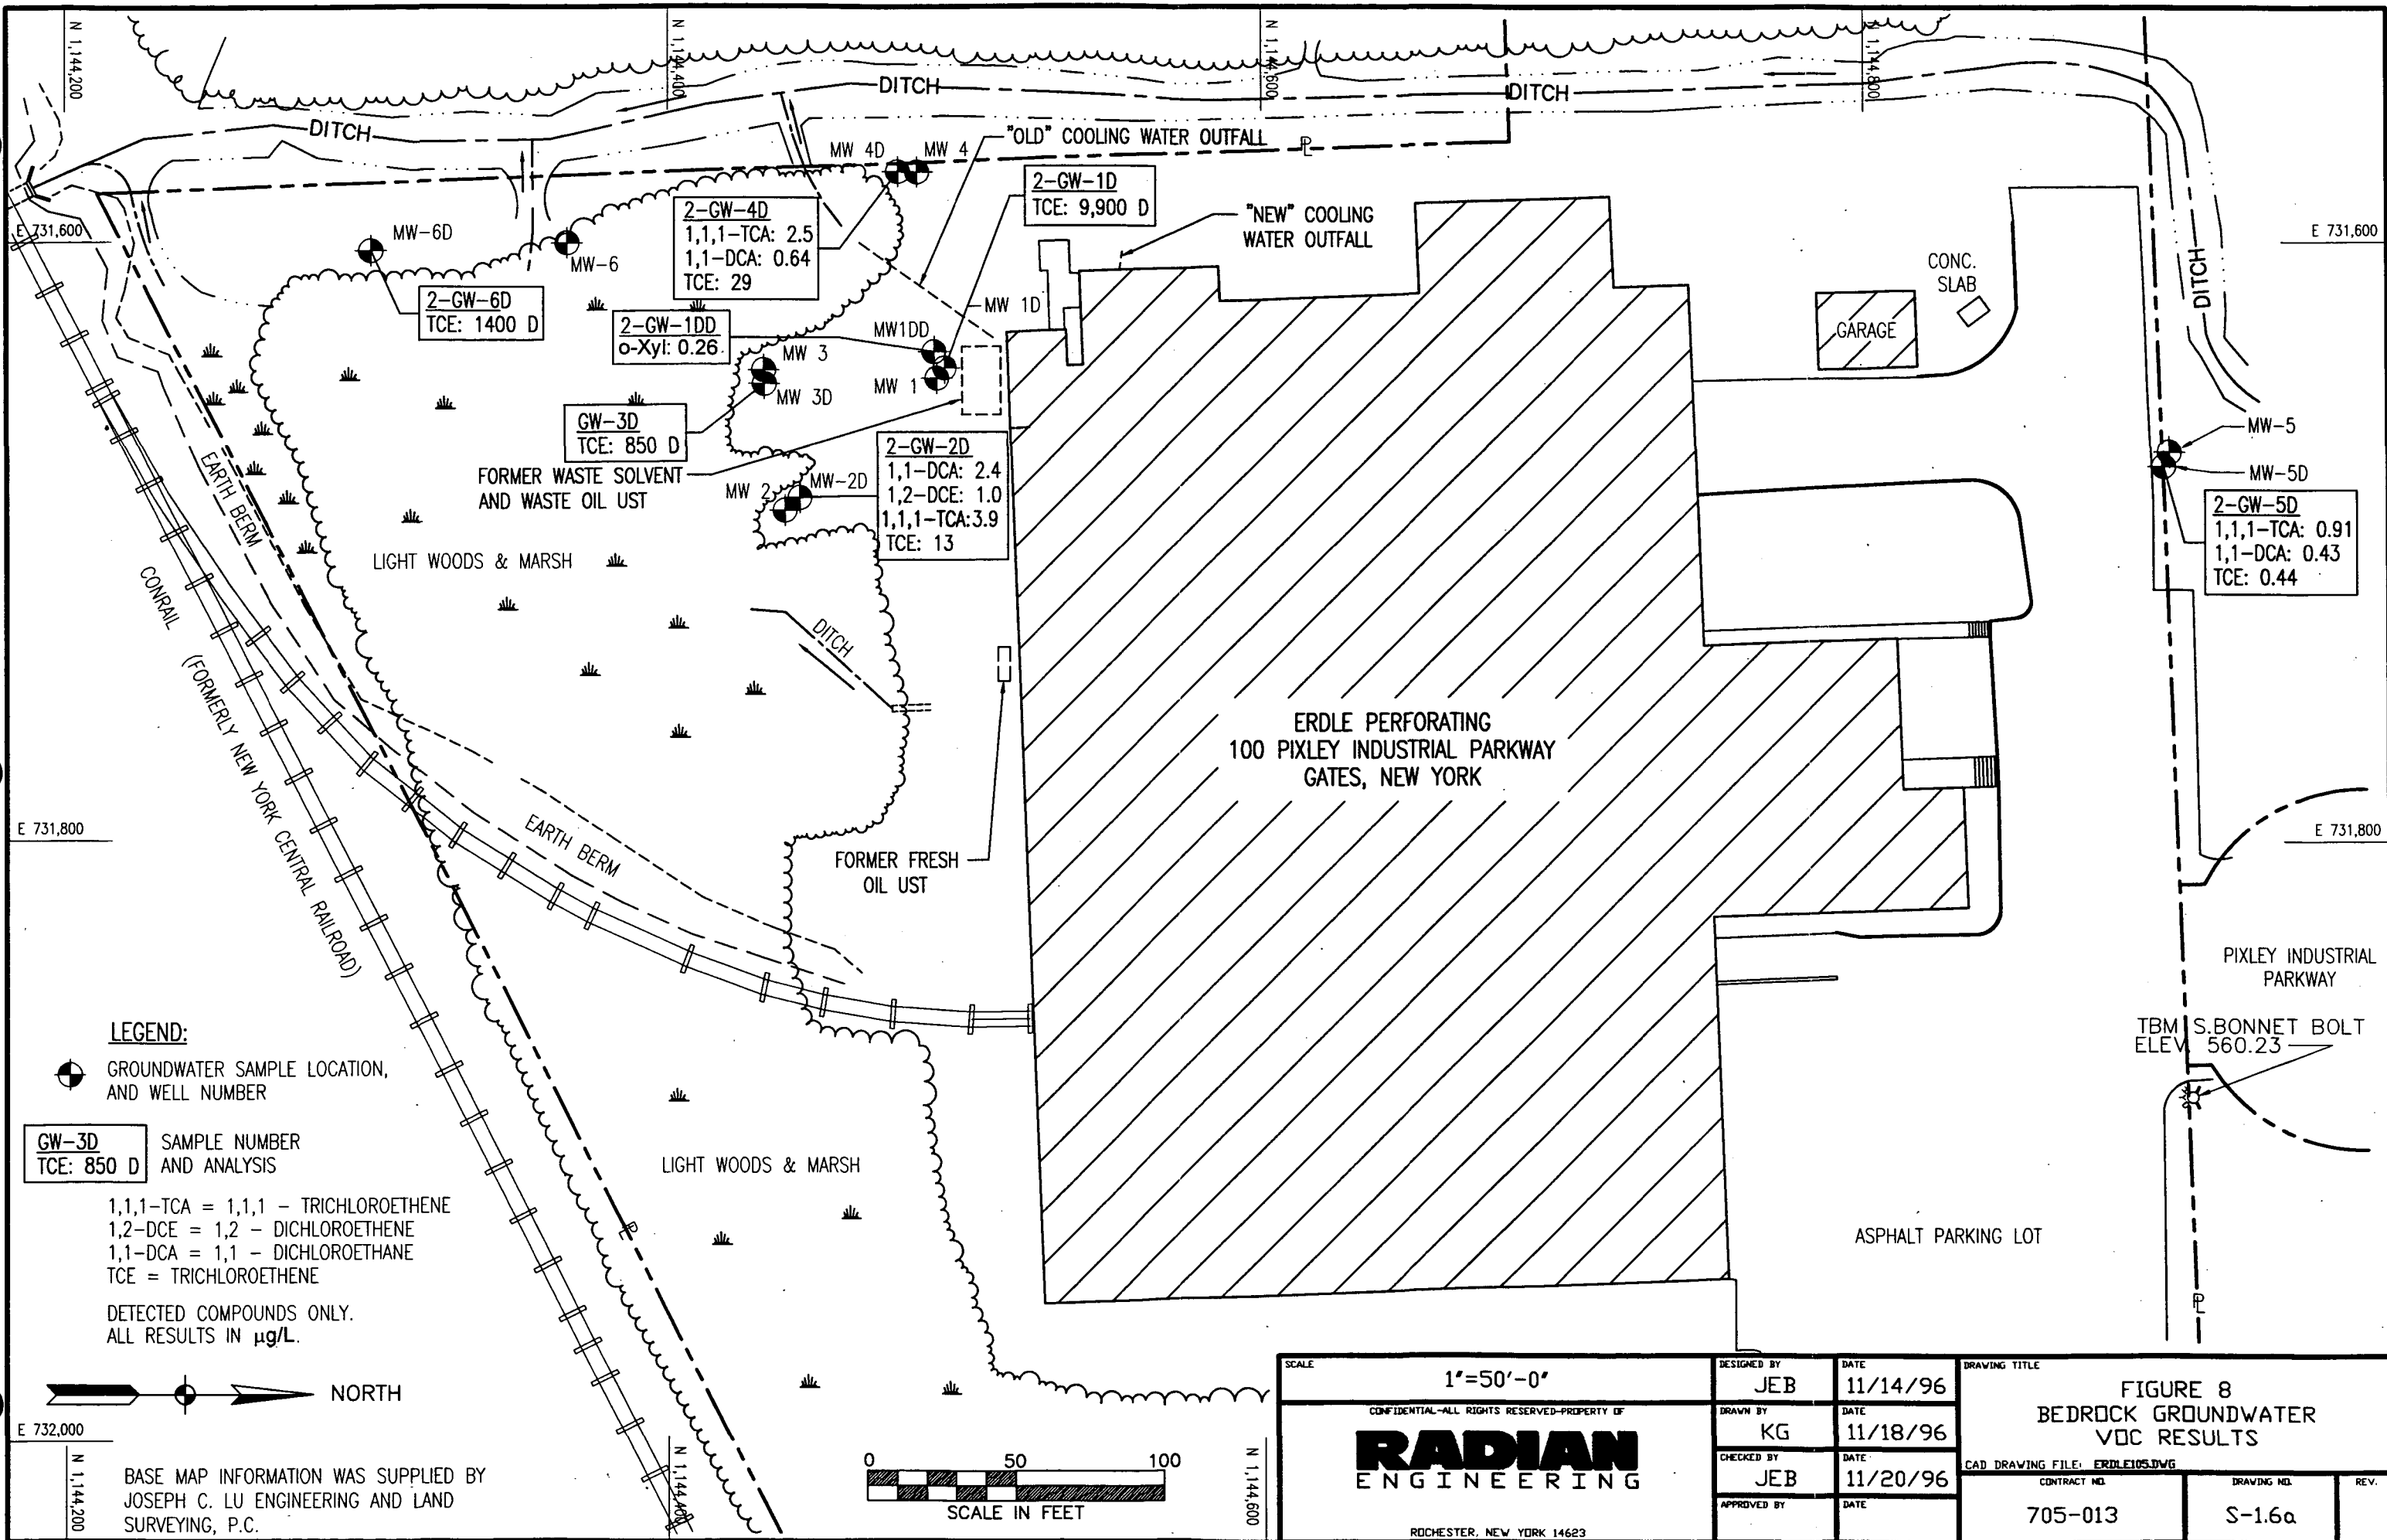 N 1,144,200
N 1,144,400
N 1,144,600
N 1,144,800
DITCH
DITCH
DITCH
"OLD" COOLING WATER OUTFALL
MW 4D
MW 4
2-GW-1D
TCE: 9,900 D
2-GW-4D
1,1,1-TCA: 2.5
1,1-DCA: 0.64
TCE: 29
"NEW" COOLING
WATER OUTFALL
E 731,600
E 731,600
MW-6D
MW-6
2-GW-6D
TCE: 1400 D
CONC.
SLAB
DITCH
GARAGE
MW 1D
2-GW-1DD
o-Xyl: 0.26
MW1DD
MW 3
MW 1
MW 3D
GW-3D
TCE: 850 D
FORMER WASTE SOLVENT
AND WASTE OIL UST
MW 2
MW-2D
2-GW-2D
1,1-DCA: 2.4
1,2-DCE: 1.0
1,1,1-TCA:3.9
TCE: 13
MW-5
MW-5D
2-GW-5D
1,1,1-TCA: 0.91
1,1-DCA: 0.43
TCE: 0.44
EARTH BERM
LIGHT WOODS & MARSH
CONRAIL
(FORMERLY NEW YORK CENTRAL RAILROAD)
DITCH
ERDLE PERFORATING
100 PIXLEY INDUSTRIAL PARKWAY
GATES, NEW YORK
E 731,800
E 731,800
EARTH BERM
FORMER FRESH
OIL UST
PIXLEY INDUSTRIAL
PARKWAY
TBM S.BONNET BOLT
ELEV. 560.23
LEGEND:
GROUNDWATER SAMPLE LOCATION,
AND WELL NUMBER
GW-3D
TCE: 850 D
SAMPLE NUMBER
AND ANALYSIS
1,1,1-TCA = 1,1,1 - TRICHLOROETHENE
1,2-DCE = 1,2 - DICHLOROETHENE
1,1-DCA = 1,1 - DICHLOROETHANE
TCE = TRICHLOROETHENE
DETECTED COMPOUNDS ONLY.
ALL RESULTS IN µg/L.
LIGHT WOODS & MARSH
ASPHALT PARKING LOT
NORTH
E 732,000
N 1,144,200
N 1,144,400
N 1,144,600
BASE MAP INFORMATION WAS SUPPLIED BY
JOSEPH C. LU ENGINEERING AND LAND
SURVEYING, P.C.
0 50 100
SCALE IN FEET
SCALE
1"=50'-0"
CONFIDENTIAL-ALL RIGHTS RESERVED-PROPERTY OF
RADIAN
ENGINEERING
ROCHESTER, NEW YORK 14623
DESIGNED BY
JEB
DATE
11/14/96
DRAWN BY
KG
DATE
11/18/96
CHECKED BY
JEB
DATE
11/20/96
APPROVED BY
DATE
DRAWING TITLE
FIGURE 8
BEDROCK GROUNDWATER
VOC RESULTS
CAD DRAWING FILE: ERDLE105.DWG
CONTRACT NO.
705-013
DRAWING NO.
S-1.6a
REV.